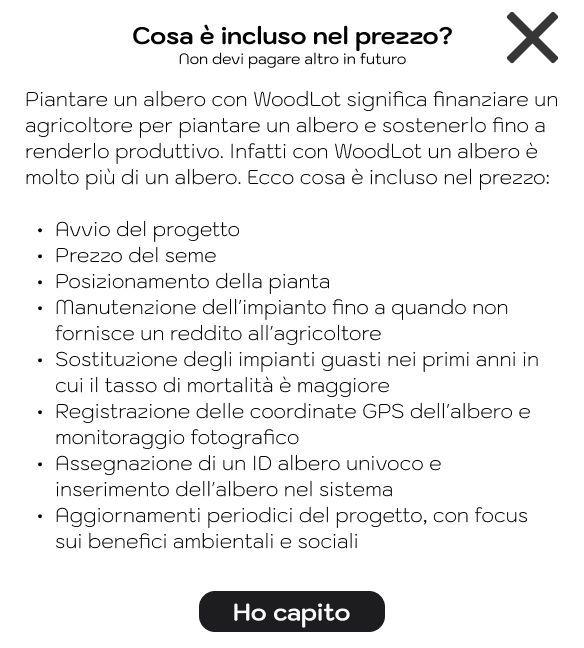 Cosa è incluso nel prezzo?
Non devi pagare altro in futuro
Piantare un albero con WoodLot significa finanziare un
agricoltore per piantare un albero e sostenerlo fino a
renderlo produttivo. Infatti con WoodLot un albero è
molto più di un albero. Ecco cosa è incluso nel prezzo:
• Avvio del progetto
• Prezzo del seme
• Posizionamento della pianta
• Manutenzione dell'impianto fino a quando non
fornisce un reddito all'agricoltore
• Sostituzione degli impianti guasti nei primi anni in
cui il tasso di mortalità è maggiore
• Registrazione delle coordinate GPS dell'albero e
monitoraggio fotografico
• Assegnazione di un ID albero univoco e
inserimento dell'albero nel sistema
• Aggiornamenti periodici del progetto, con focus
sui benefici ambientali e sociali
Ho capito